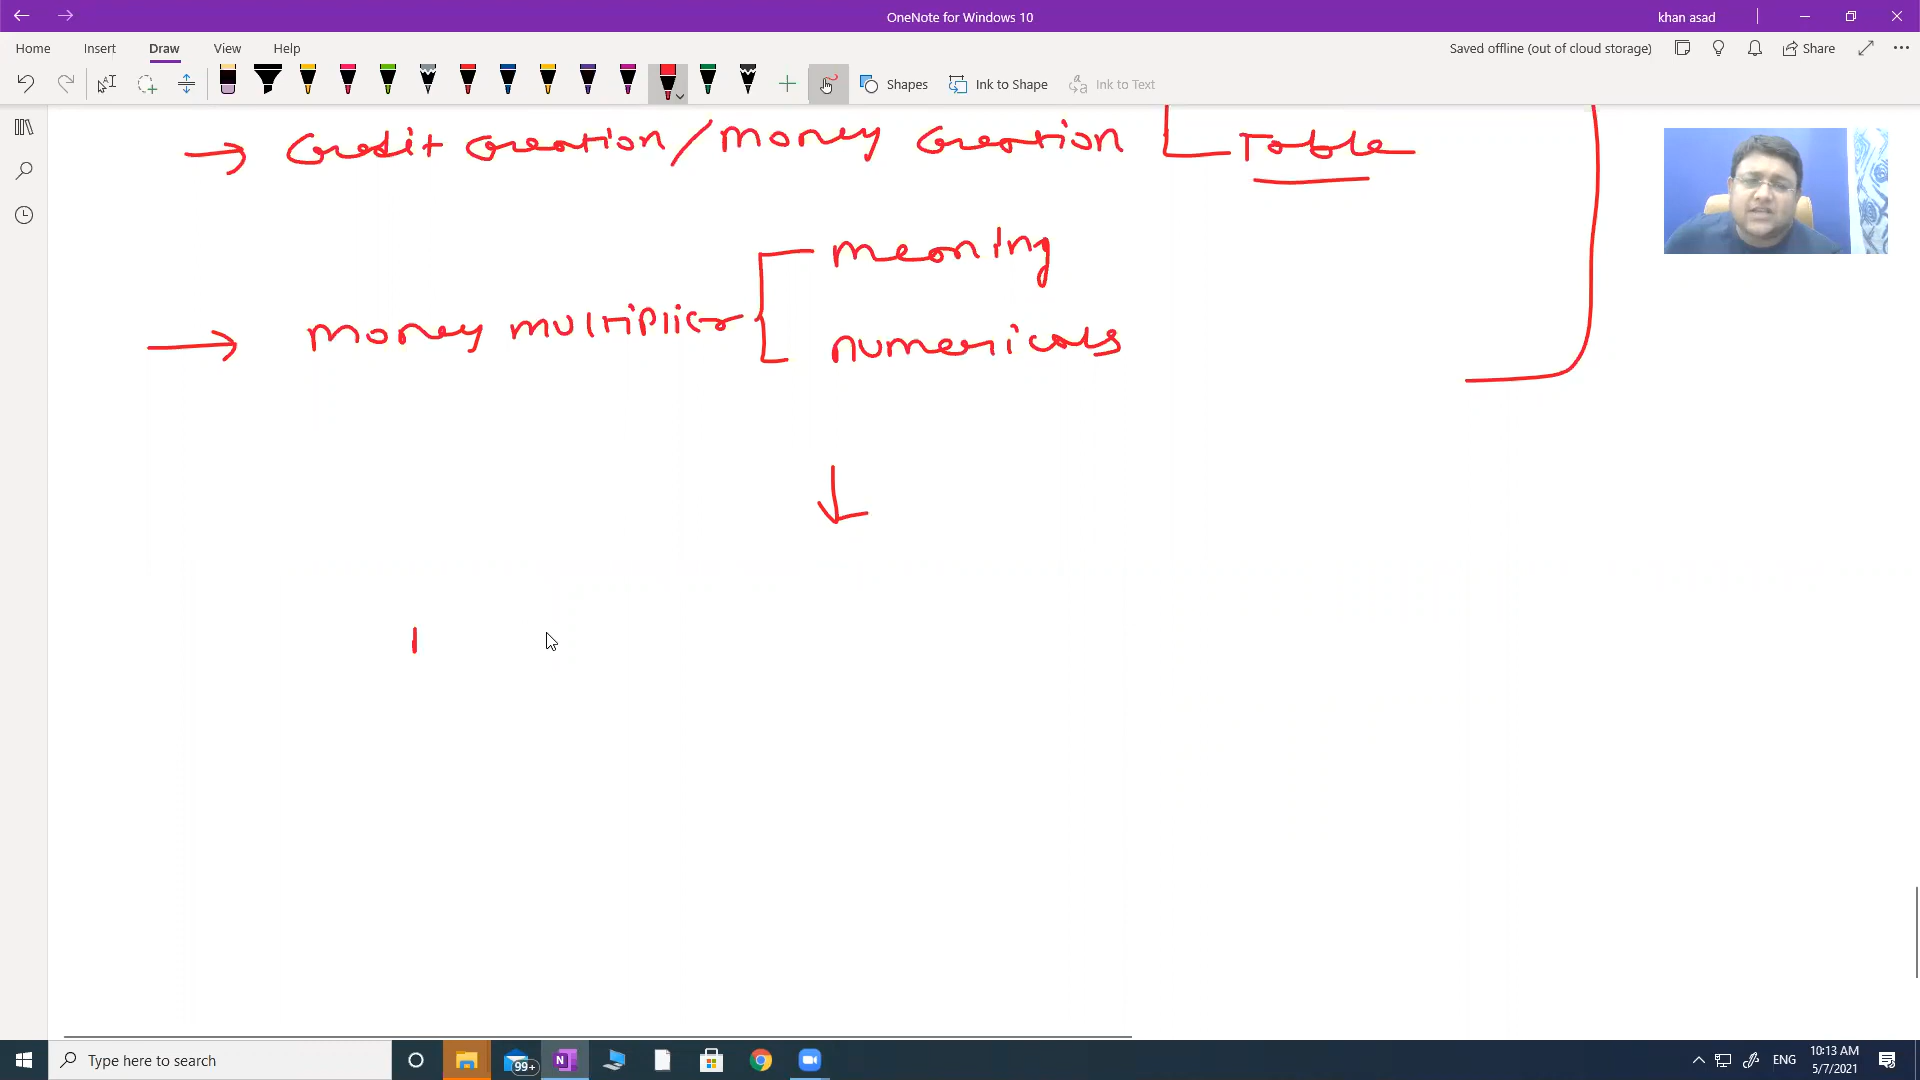 OneNote for Windows 10
khan asad
Home Insert Draw View Help
Saved offline (out of cloud storage)
Share
Shapes
Ink to Shape
Ink to Text
→ Credit Creation/Money Creation
Table
meaning
→ money multiplier
numericals
↓
1
Type here to search
99+
N
ENG
10:13 AM
5/7/2021